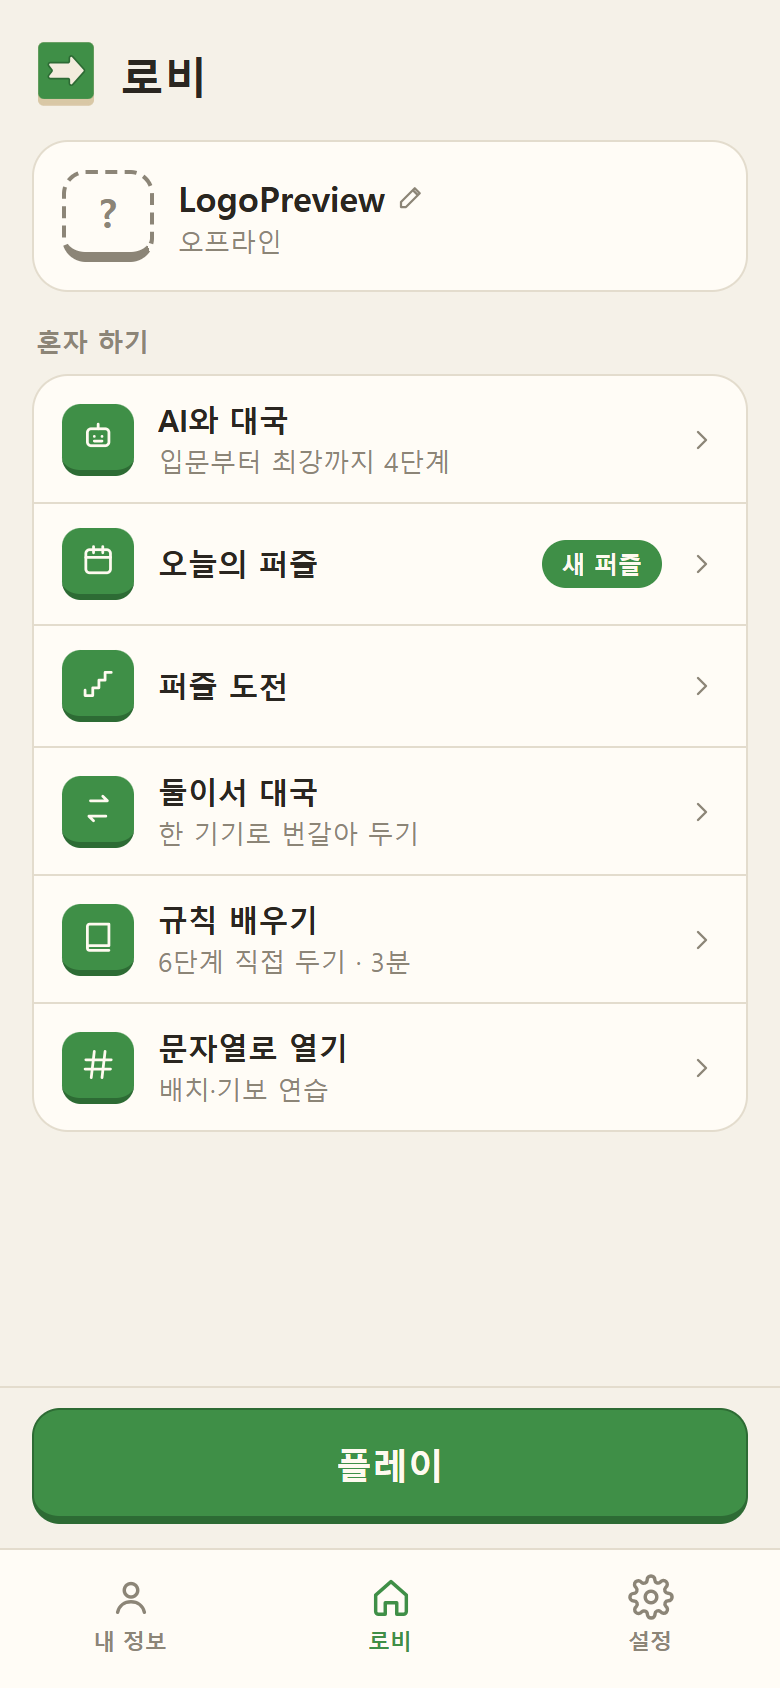 로비
?
LogoPreview
오프라인
혼자 하기
AI와 대국
입문부터 최강까지 4단계
오늘의 퍼즐
새 퍼즐
퍼즐 도전
둘이서 대국
한 기기로 번갈아 두기
규칙 배우기
6단계 직접 두기 · 3분
문자열로 열기
배치·기보 연습
플레이
내 정보
로비
설정